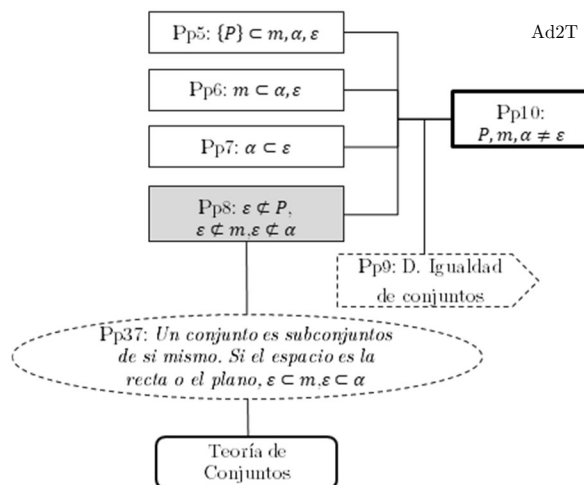 Ad2T
Pp5: {P} ⊂ m, α, ε
Pp6: m ⊂ α, ε
Pp7: α ⊂ ε
Pp8: ε ⊄ P,
ε ⊄ m,ε ⊄ α
Pp10:
P, m, α ≠ ε
Pp9: D. Igualdad
de conjuntos
Pp37: Un conjunto es subconjuntos
de si mismo. Si el espacio es la
recta o el plano, ε ⊂ m,ε ⊂ α
Teoría de
Conjuntos